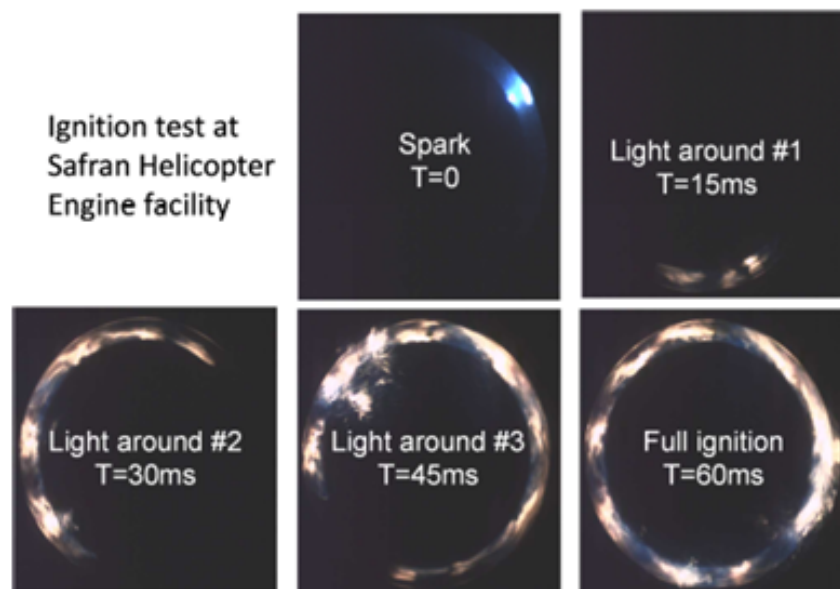 Ignition test at
Safran Helicopter
Engine facility
Spark
T=0
Light around #1
T=15ms
Light around #2
T=30ms
Light around #3
T=45ms
Full ignition
T=60ms